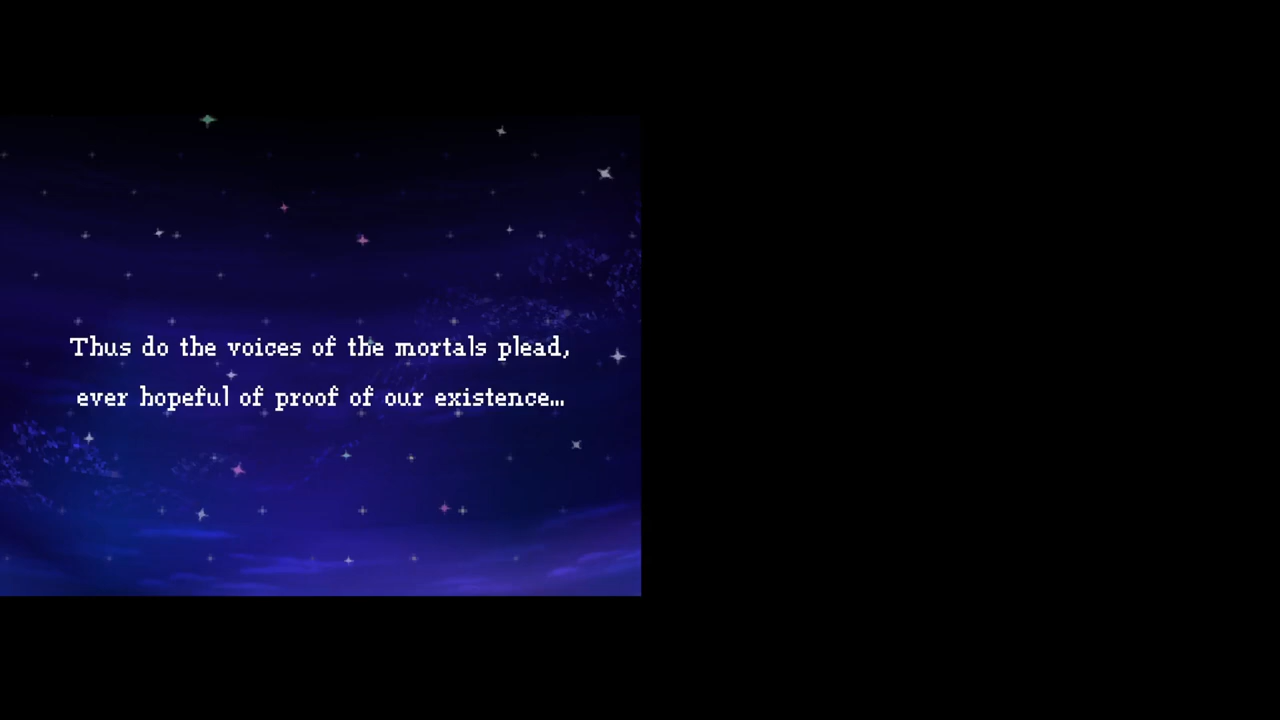 Thus do the voices of the mortals plead,
ever hopeful of proof of our existence...